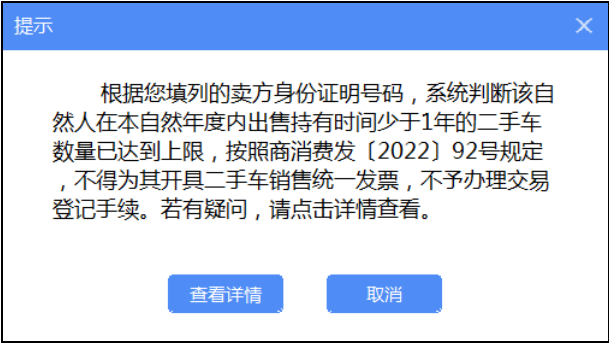 提示
根据您填列的卖方身份证明号码，系统判断该自
然人在本自然年度内出售持有时间少于1年的二手车
数量已达到上限，按照商消费发〔2022〕92号规定
，不得为其开具二手车销售统一发票，不予办理交易
登记手续。若有疑问，请点击详情查看。
查看详情
取消